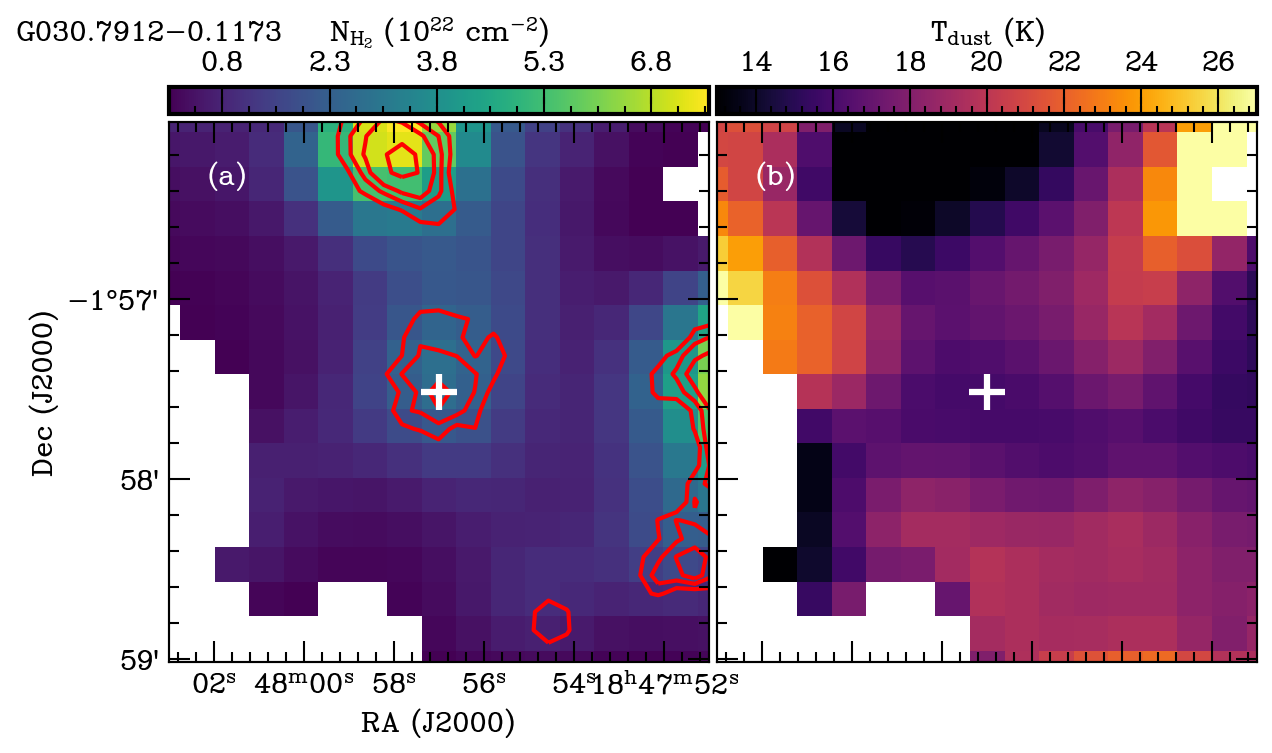 G030.7912−0.1173 N_H₂ (10²² cm⁻²) T_dust (K)
0.8 2.3 3.8 5.3 6.8 14 16 18 20 22 24 26
(a) (b)
−1°57'
58'
59'
Dec (J2000)
02ˢ 48ᵐ00ˢ 58ˢ 56ˢ 54ˢ 18ʰ47ᵐ52ˢ
RA (J2000)